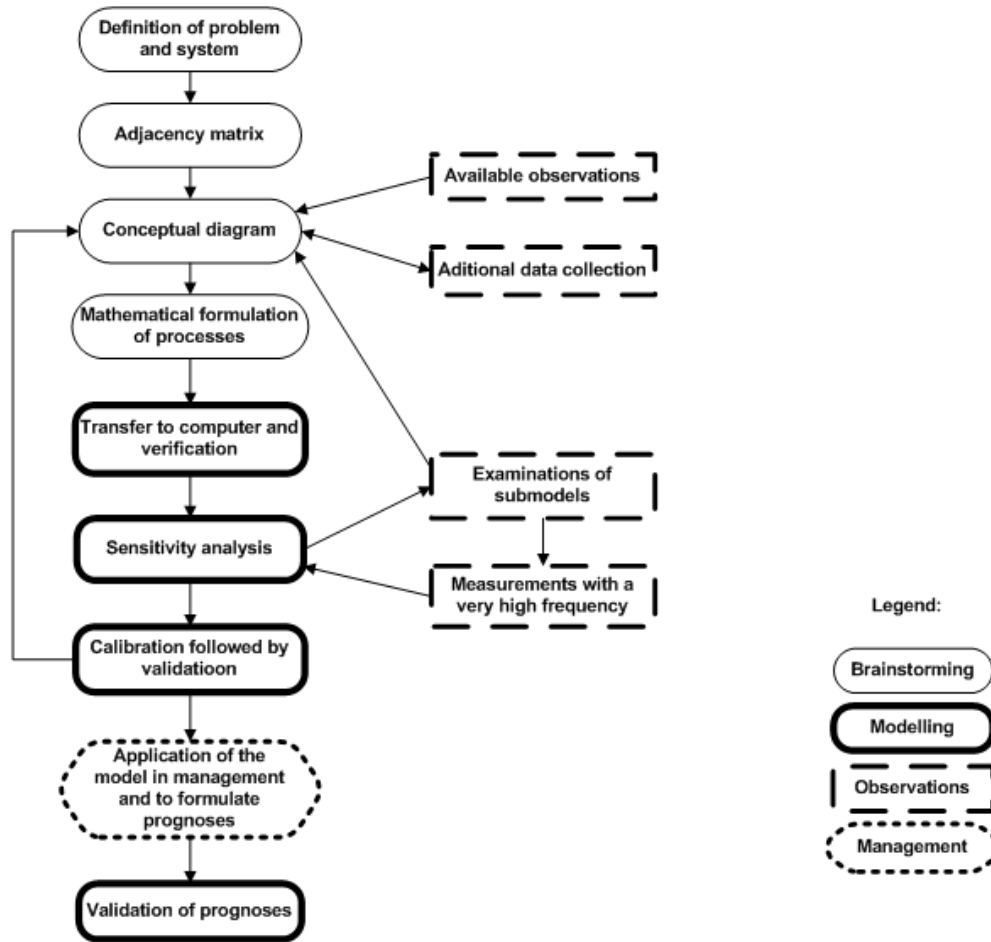 Definition of problem
and system
Adjacency matrix
Available observations
Conceptual diagram
Aditional data collection
Mathematical formulation
of processes
Transfer to computer and
verification
Examinations of
submodels
Sensitivity analysis
Measurements with a
very high frequency
Calibration followed by
validatioon
Application of the
model in management
and to formulate
prognoses
Validation of prognoses
Legend:
Brainstorming
Modelling
Observations
Management